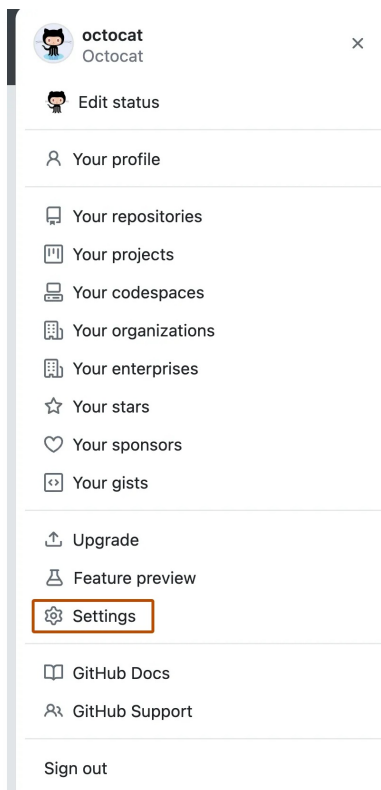 octocat
Octocat
Edit status
Your profile
Your repositories
Your projects
Your codespaces
Your organizations
Your enterprises
Your stars
Your sponsors
Your gists
Upgrade
Feature preview
Settings
GitHub Docs
GitHub Support
Sign out